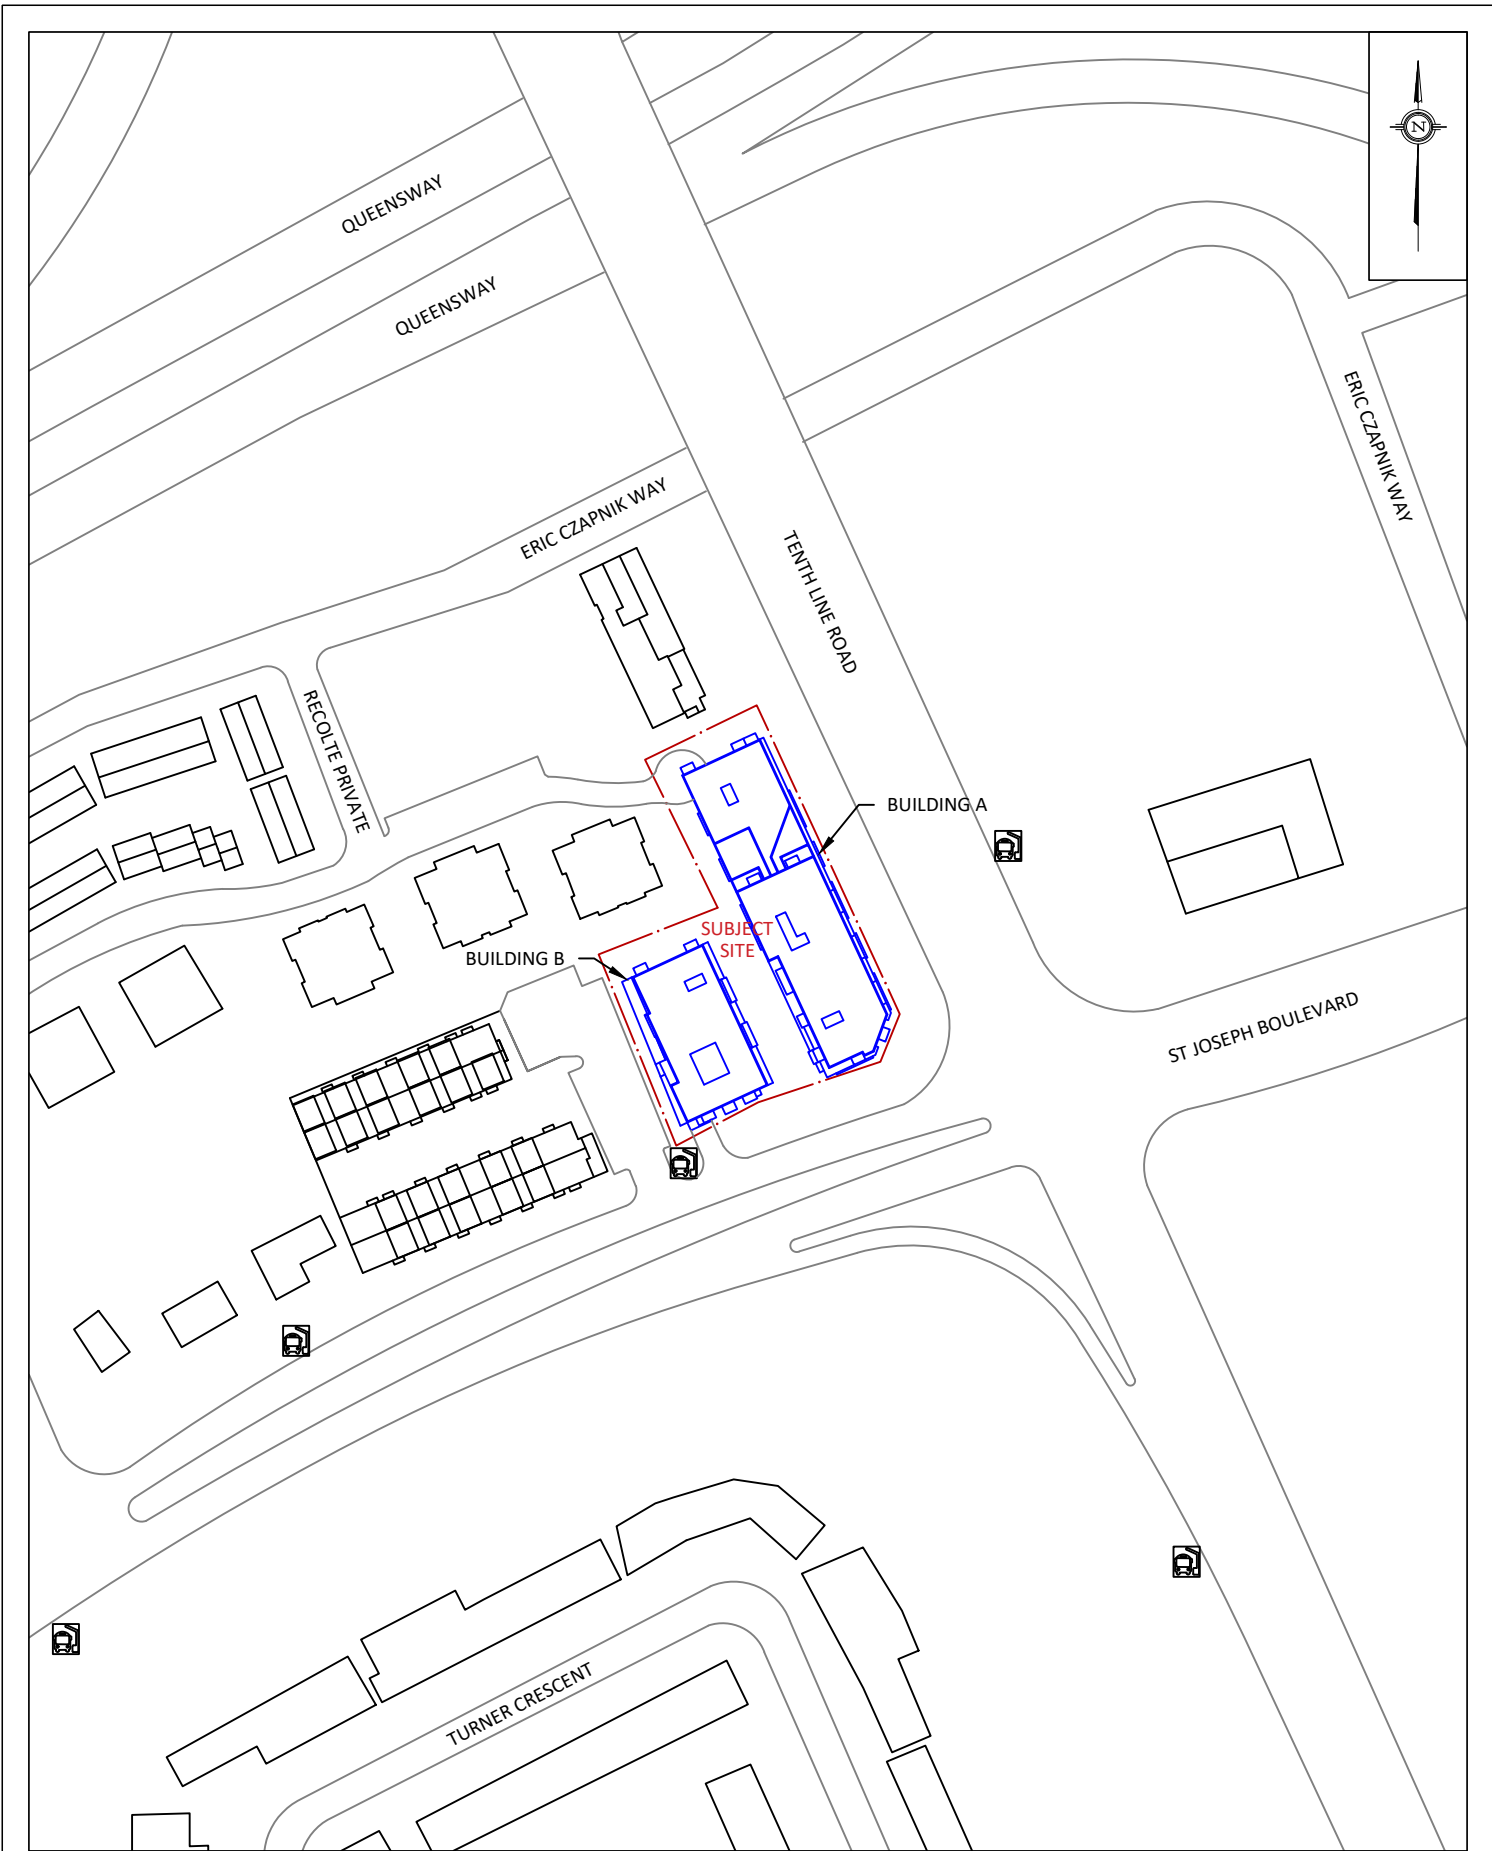 N
QUEENSWAY
QUEENSWAY
ERIC CZAPNIK WAY
ERIC CZAPNIK WAY
TENTH LINE ROAD
RECOLTE PRIVATE
BUILDING A
SUBJECT
SITE
BUILDING B
ST JOSEPH BOULEVARD
TURNER CRESCENT